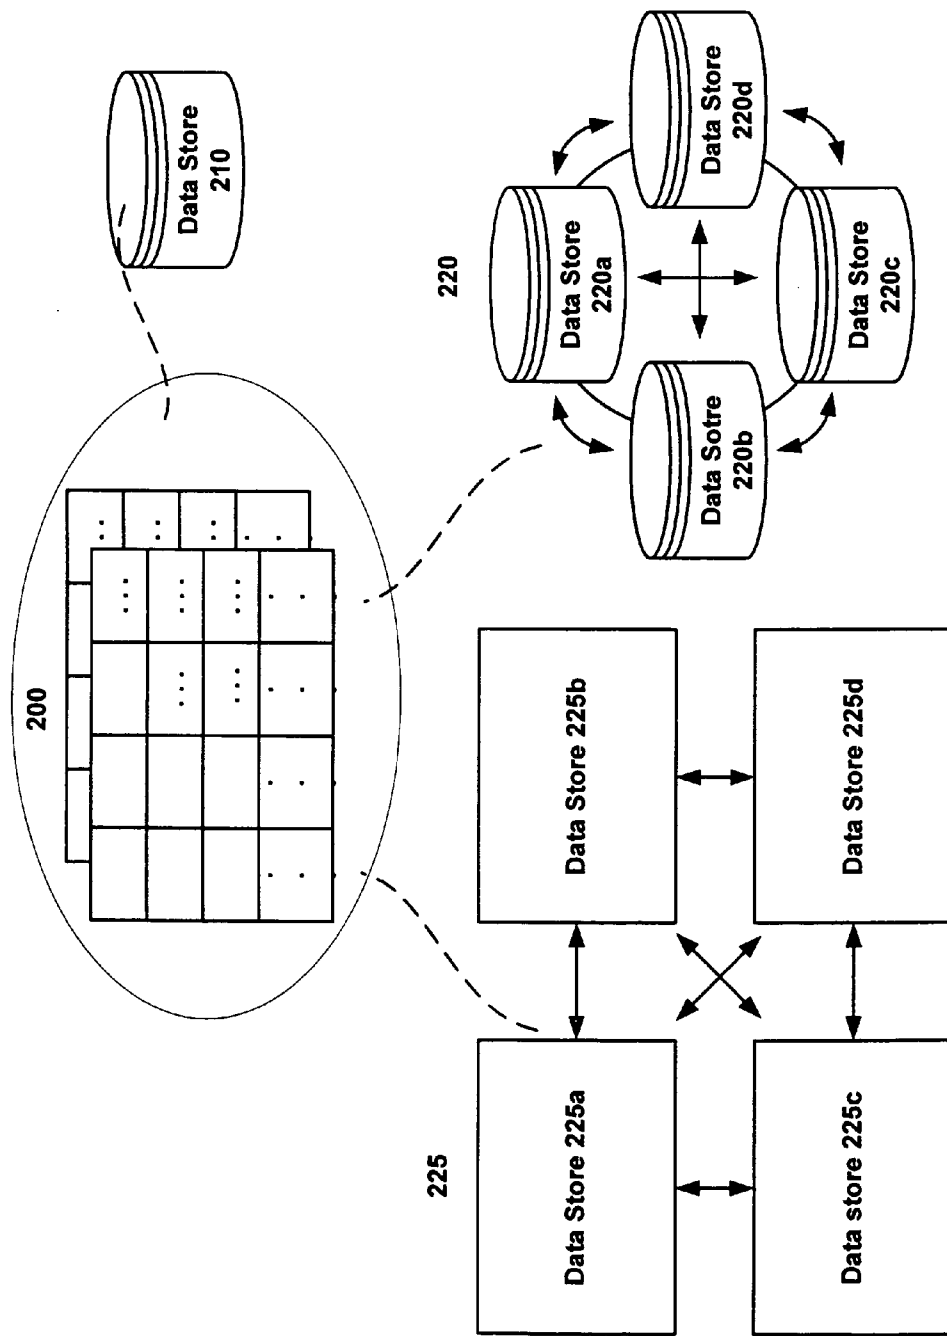 200
Data Store
210
225
Data Store 225a
Data Store 225b
Data store 225c
Data Store 225d
220
Data Store
220a
Data Sotre
220b
Data Store
220d
Data Store
220c